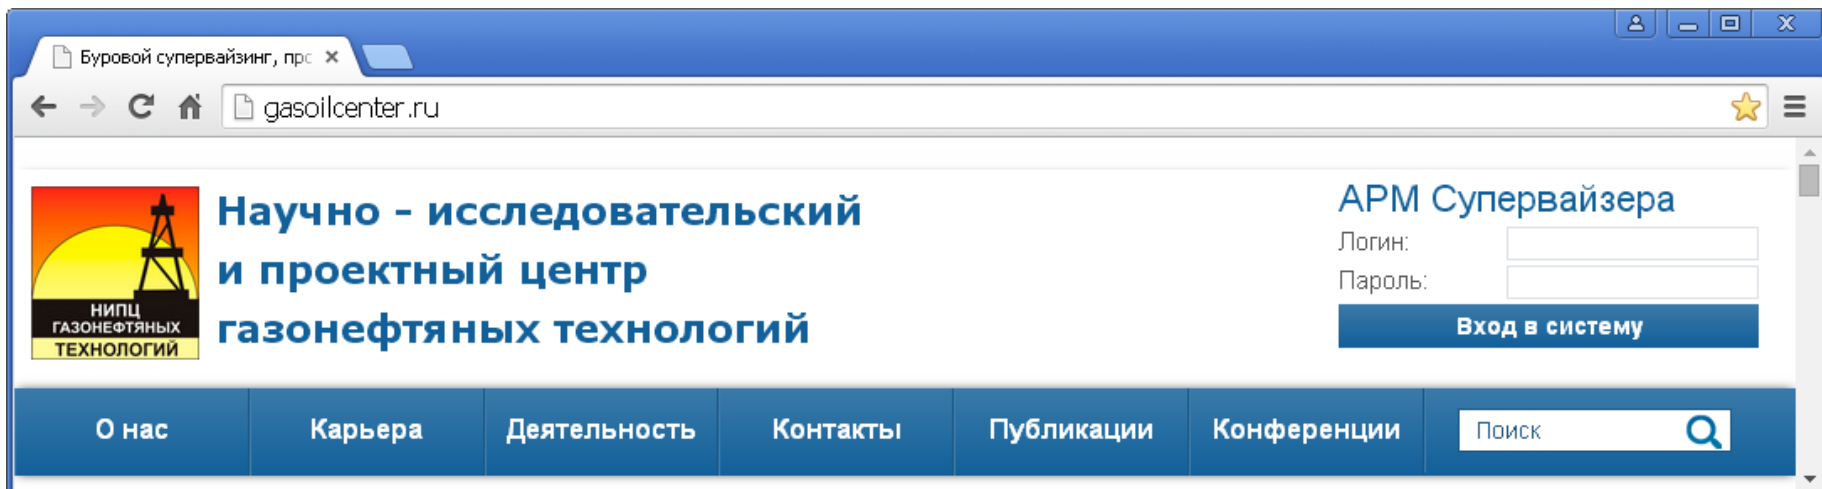 Буровой супервайзинг, прс
gasoilcenter.ru
НИПЦ
ГАЗОНЕФТЯНЫХ
ТЕХНОЛОГИЙ
Научно - исследовательский
и проектный центр
газонефтяных технологий
АРМ Супервайзера
Логин:
Пароль:
Вход в систему
О нас Карьера Деятельность Контакты Публикации Конференции Поиск